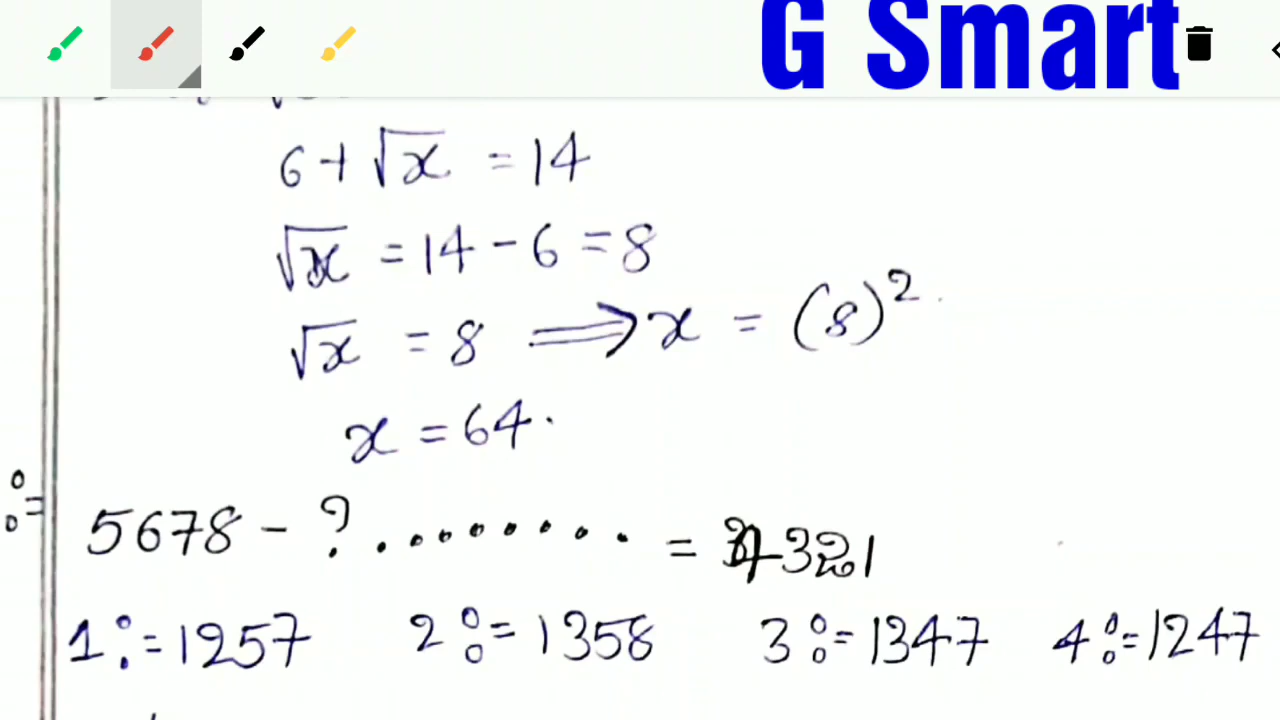 G Smart
6+√x = 14
√x = 14 - 6 = 8
√x = 8 ⟹ x = (8)²
x = 64.
5678 - ? ......... = 4321
1 := 1257 2 := 1358 3 := 1347 4 := 1247